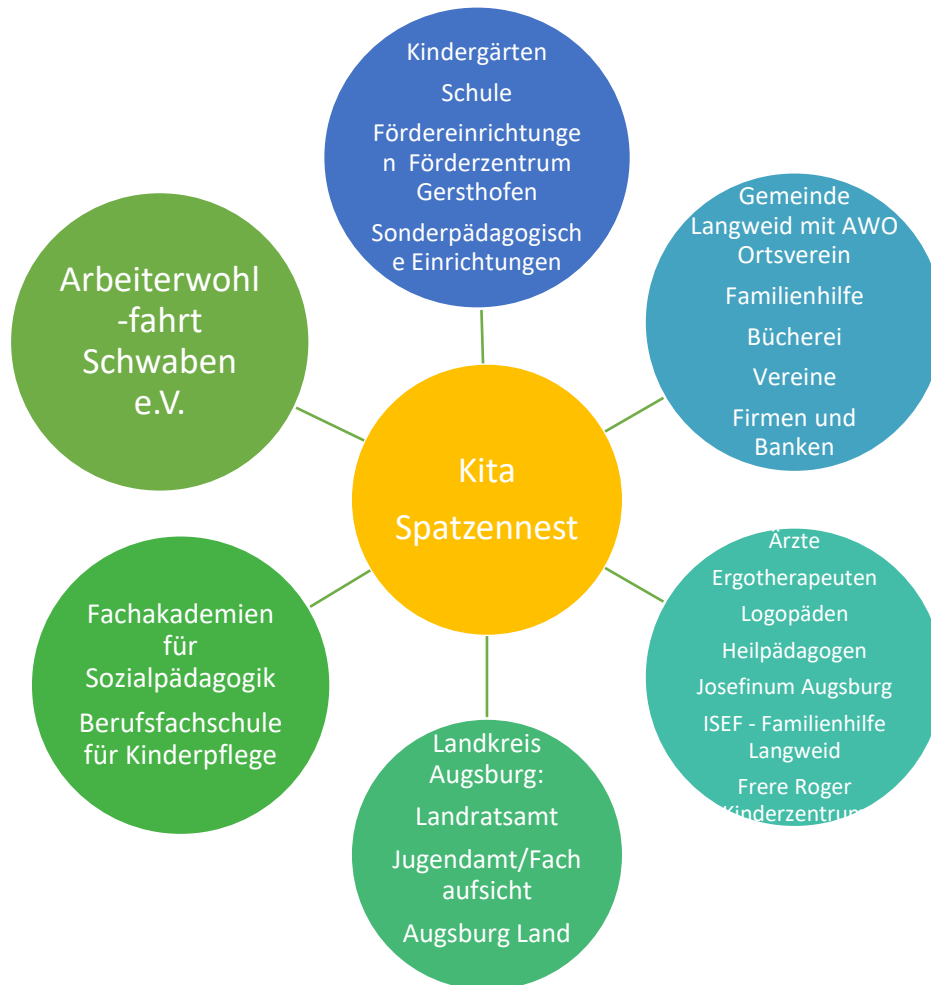 Kindergärten
Schule
Fördereinrichtunge
n Förderzentrum
Gersthofen
Sonderpädagogisch
e Einrichtungen
Gemeinde
Langweid mit AWO
Ortsverein
Familienhilfe
Bücherei
Vereine
Firmen und
Banken
Ärzte
Ergotherapeuten
Logopäden
Heilpädagogen
Josefinum Augsburg
ISEF - Familienhilfe
Langweid
Frere Roger
Kinderzentrum
Landkreis
Augsburg:
Landratsamt
Jugendamt/Fach
aufsicht
Augsburg Land
Fachakademien
für
Sozialpädagogik
Berufsfachschule
für Kinderpflege
Arbeiterwohl
-fahrt
Schwaben
e.V.
Kita
Spatzennest